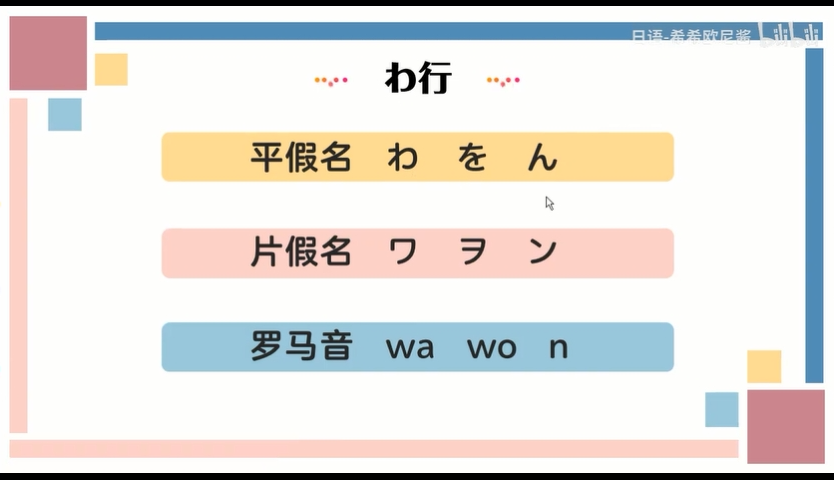 日语-希希欧尼酱 bilibili
わ行
平假名 わ を ん
片假名 ワ ヲ ン
罗马音 wa wo n